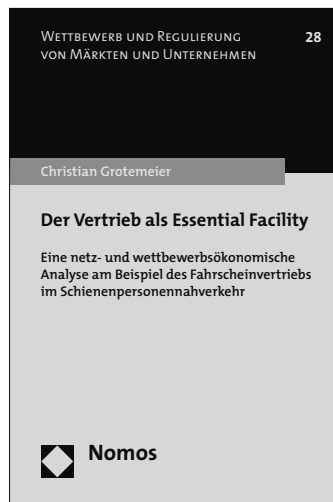 Wettbewerb und Regulierung 28
von Märkten und Unternehmen
Christian Grotemeier
Der Vertrieb als Essential Facility
Eine netz- und wettbewerbsökonomische
Analyse am Beispiel des Fahrscheinvertriebs
im Schienenpersonennahverkehr
Nomos